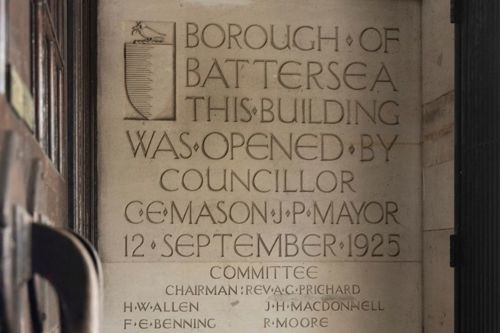 BOROUGH · OF
BATTERSEA
THIS · BUILDING
WAS · OPENED · BY
COUNCILLOR
C · E · MASON · J · P · MAYOR
12 · SEPTEMBER · 1925
COMMITTEE
CHAIRMAN : REV · A · G · PRICHARD
H · W · ALLEN J · H · MACDONNELL
F · E · BENNING R · MOORE